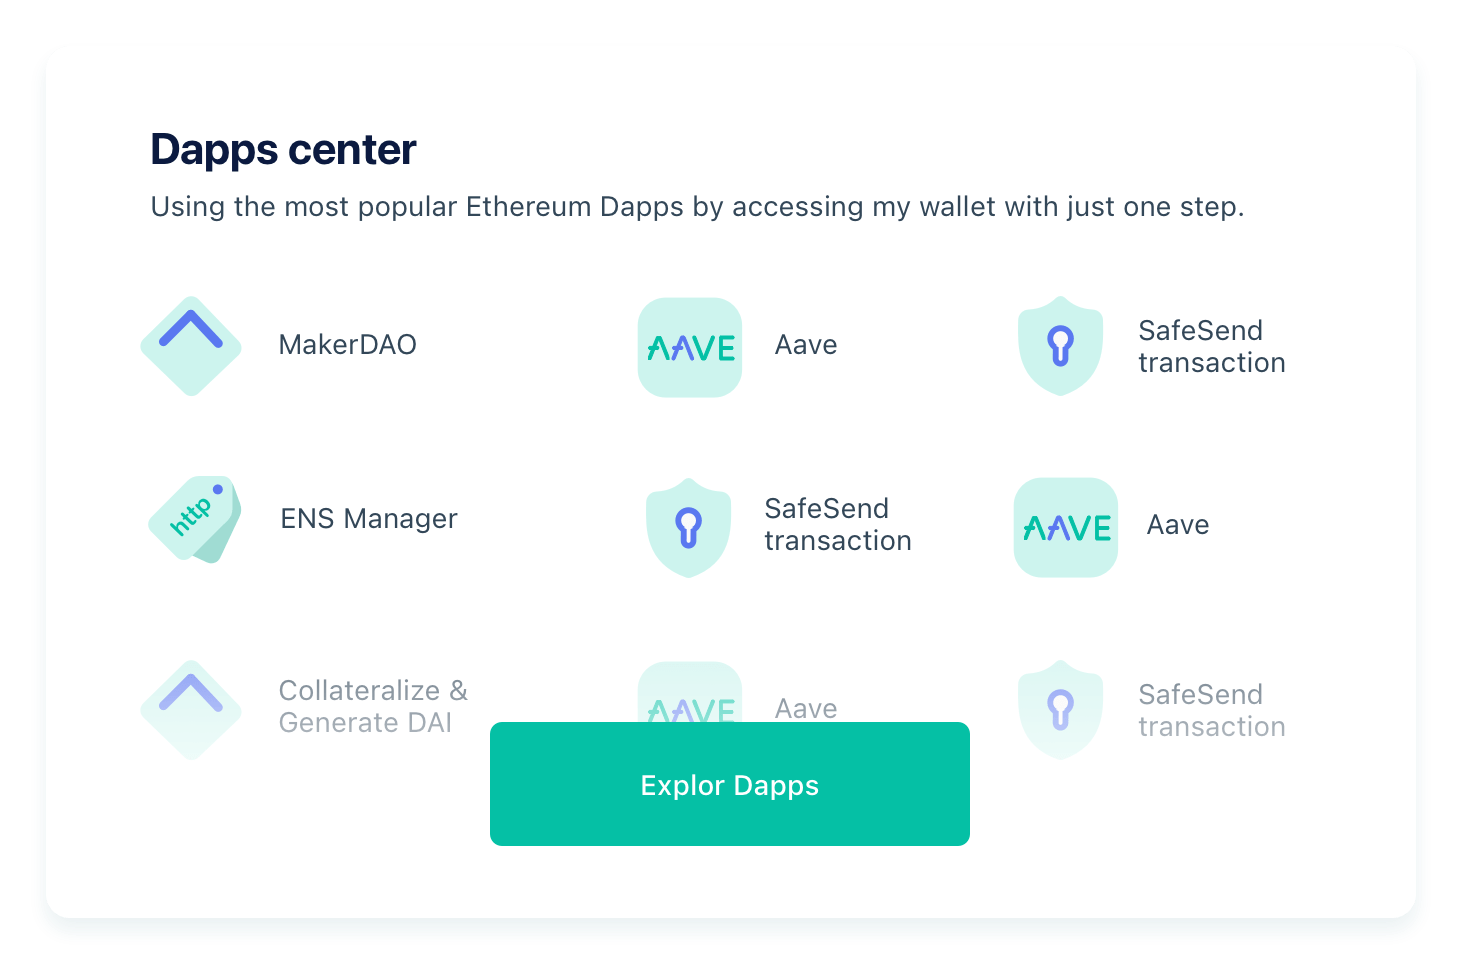 Dapps center
Using the most popular Ethereum Dapps by accessing my wallet with just one step.
MakerDAO
AAVE
Aave
SafeSend
transaction
http
ENS Manager
SafeSend
transaction
AAVE
Aave
Collateralize &
Generate DAI
AAVE
Aave
SafeSend
transaction
Explor Dapps